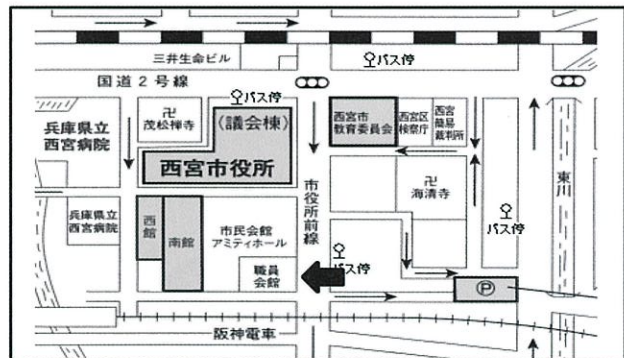 三井生命ビル
バス停
国道2号線
バス停
兵庫県立
西宮病院
卍
茂松禅寺
(議会棟)
西宮市役所
西宮市
教育委員会
西宮区
検察庁
西宮
簡易
裁判所
市役所前線
卍
海清寺
東川
兵庫県立
西宮病院
西館
南館
市民会館
アミティホール
職員
会館
バス停
バス停
P
阪神電車